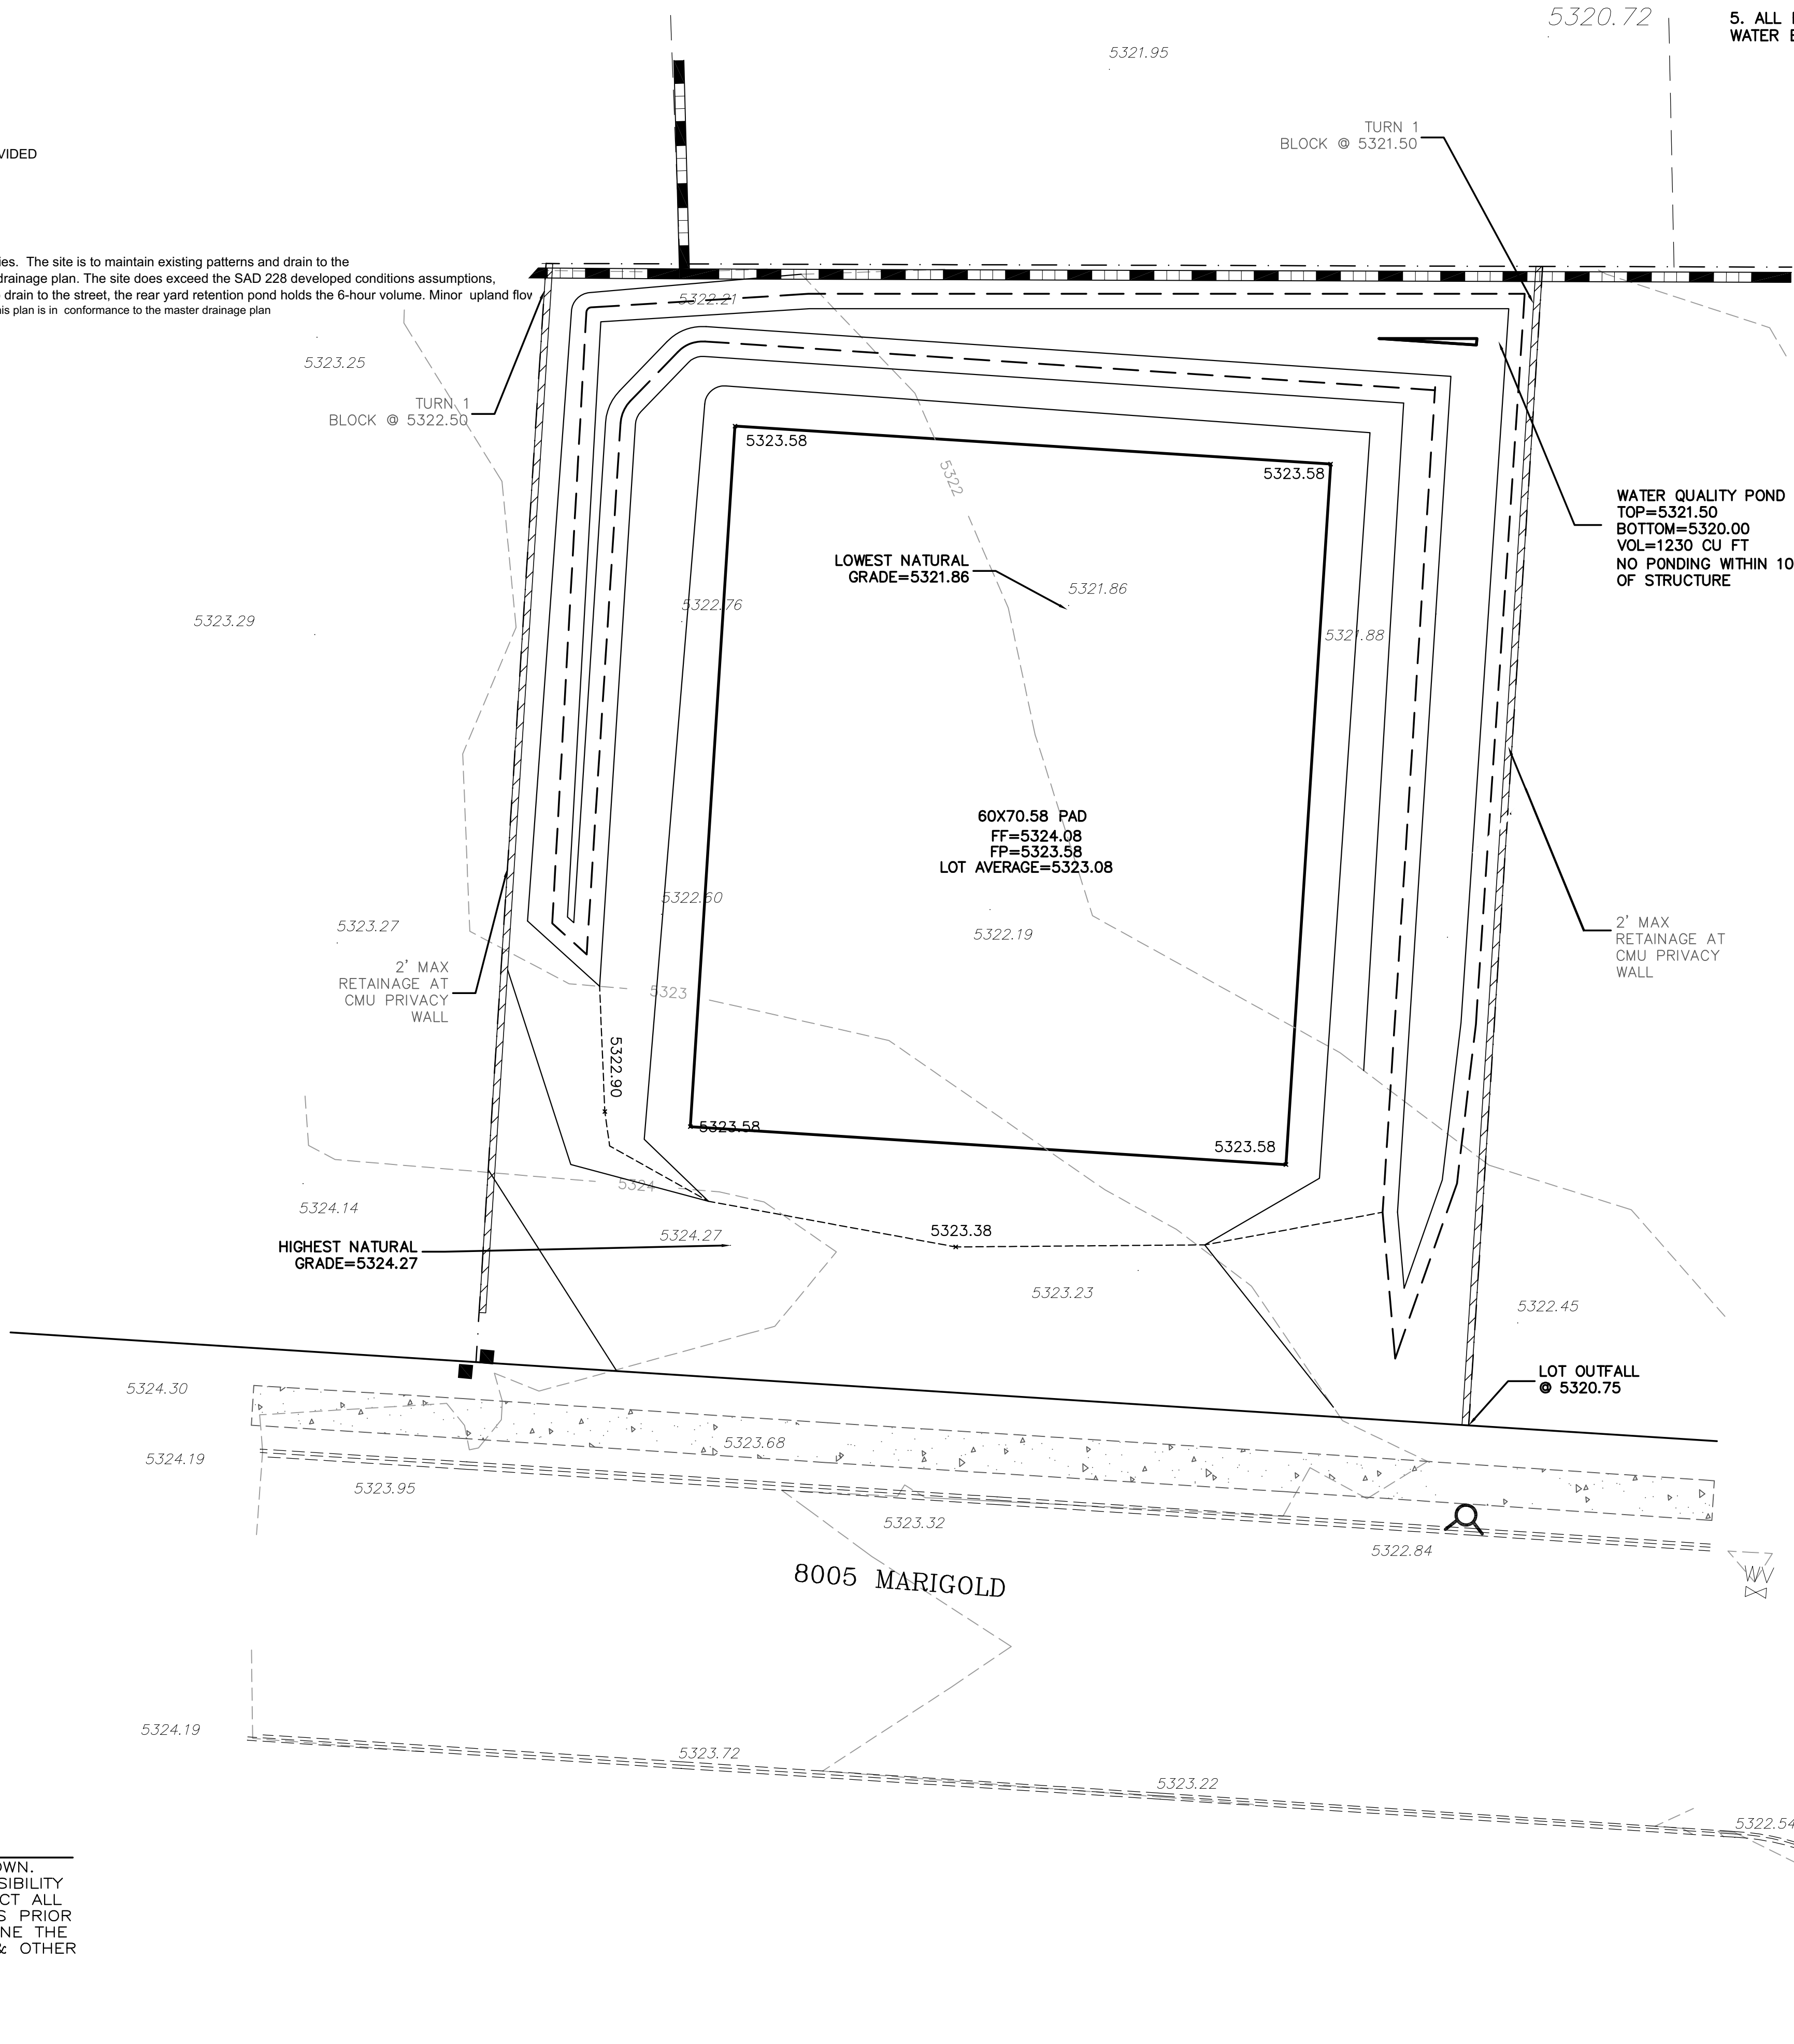 5320.72
5. ALL
WATER
5321.95
TURN 1
BLOCK @ 5321.50
VIDED
ies.  The site is to maintain existing patterns and drain to the
drainage plan. The site does exceed the SAD 228 developed conditions assumptions,
drain to the street, the rear yard retention pond holds the 6-hour volume. Minor  upland flow
his plan is in  conformance to the master drainage plan
5322.21
5323.25
TURN 1
BLOCK @ 5322.50
5323.58
5323.58
5322
WATER QUALITY POND
TOP=5321.50
BOTTOM=5320.00
VOL=1230 CU FT
NO PONDING WITHIN 10
OF STRUCTURE
LOWEST NATURAL
GRADE=5321.86
5321.86
5322.76
5323.29
5321.88
60X70.58 PAD
FF=5324.08
FP=5323.58
LOT AVERAGE=5323.08
5322.60
5323.27
5322.19
2' MAX
RETAINAGE AT
CMU PRIVACY
WALL
2' MAX
RETAINAGE AT
CMU PRIVACY
WALL
5323
5322.90
5323.58
5323.58
5324
5324.14
5324.27
5323.38
HIGHEST NATURAL
GRADE=5324.27
5323.23
5322.45
LOT OUTFALL
@ 5320.75
5324.30
5323.68
5324.19
5323.95
5323.32
5322.84
8005 MARIGOLD
WV
5324.19
5323.72
5323.22
5322.54
OWN.
SIBILITY
CT ALL
S PRIOR
NE THE
& OTHER